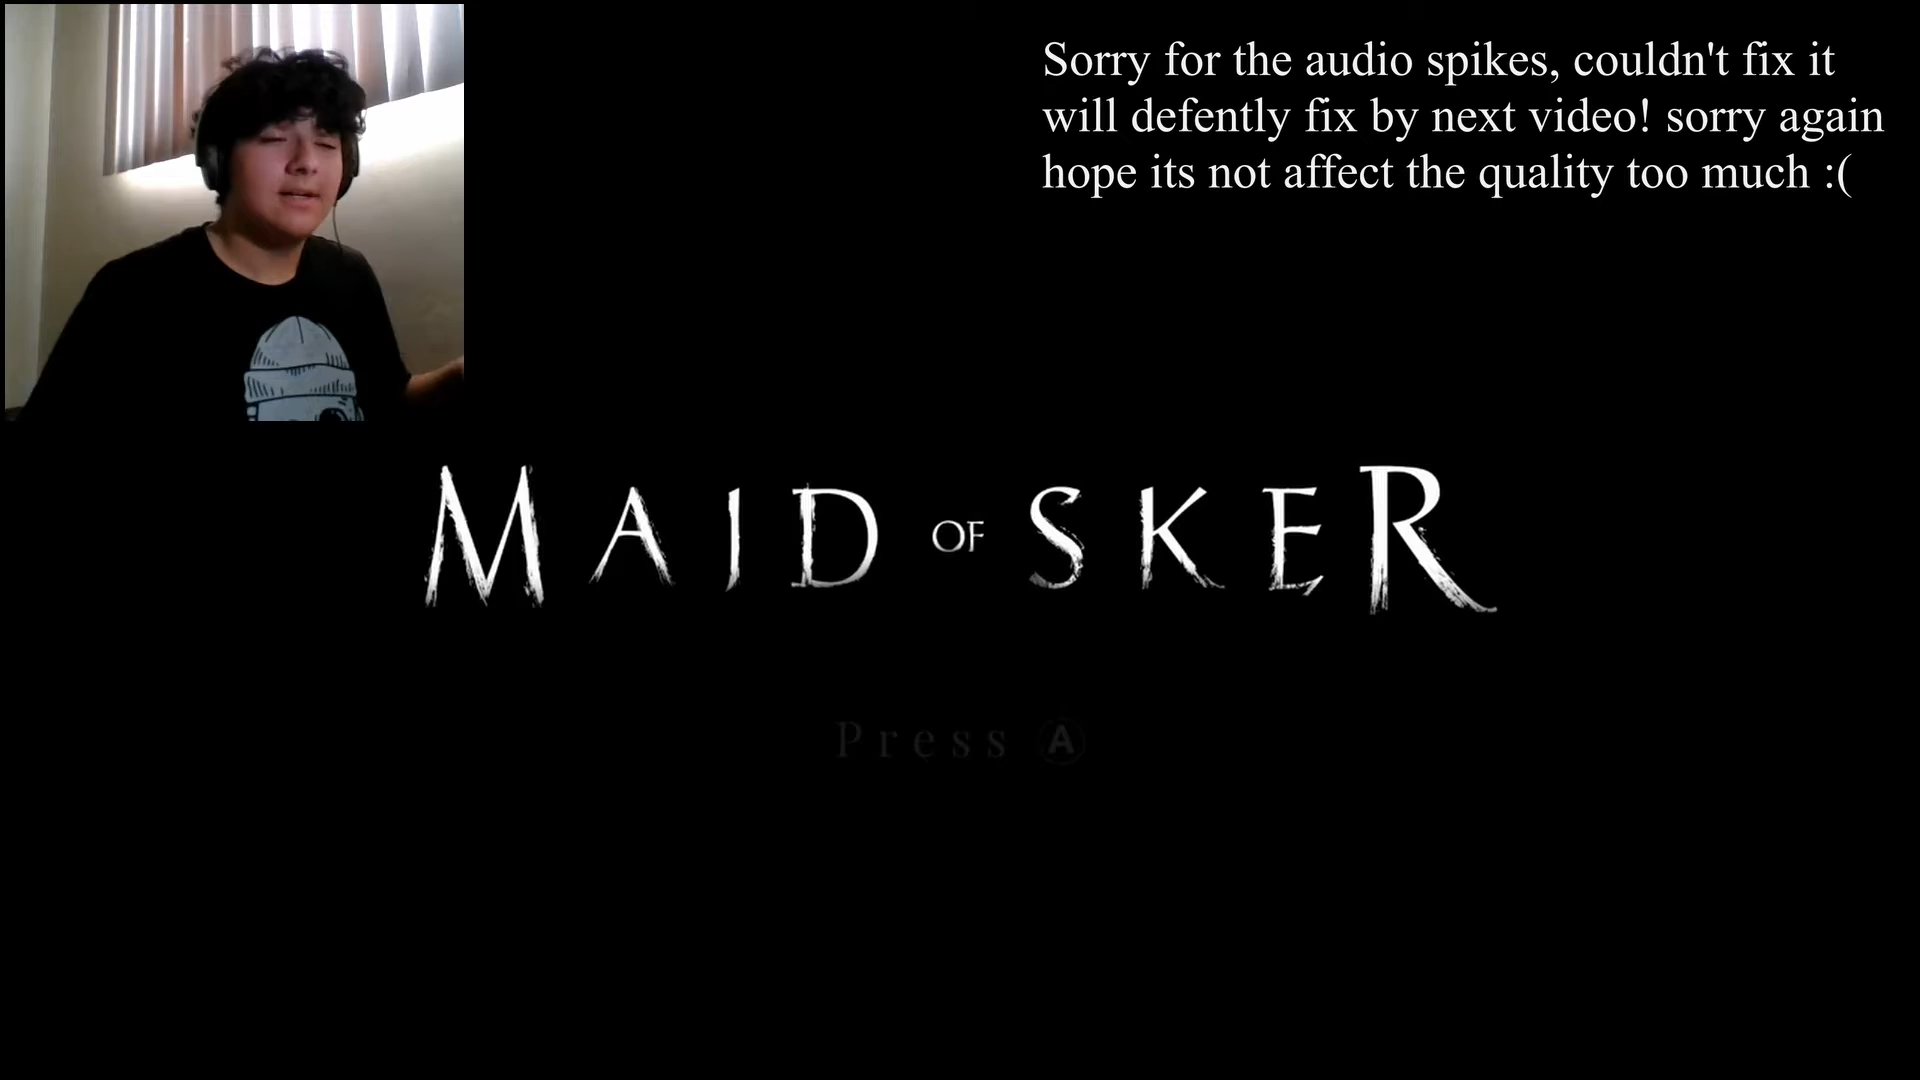 Sorry for the audio spikes, couldn't fix it
will defently fix by next video! sorry again
hope its not affect the quality too much :(
MAID OF SKER
Press A